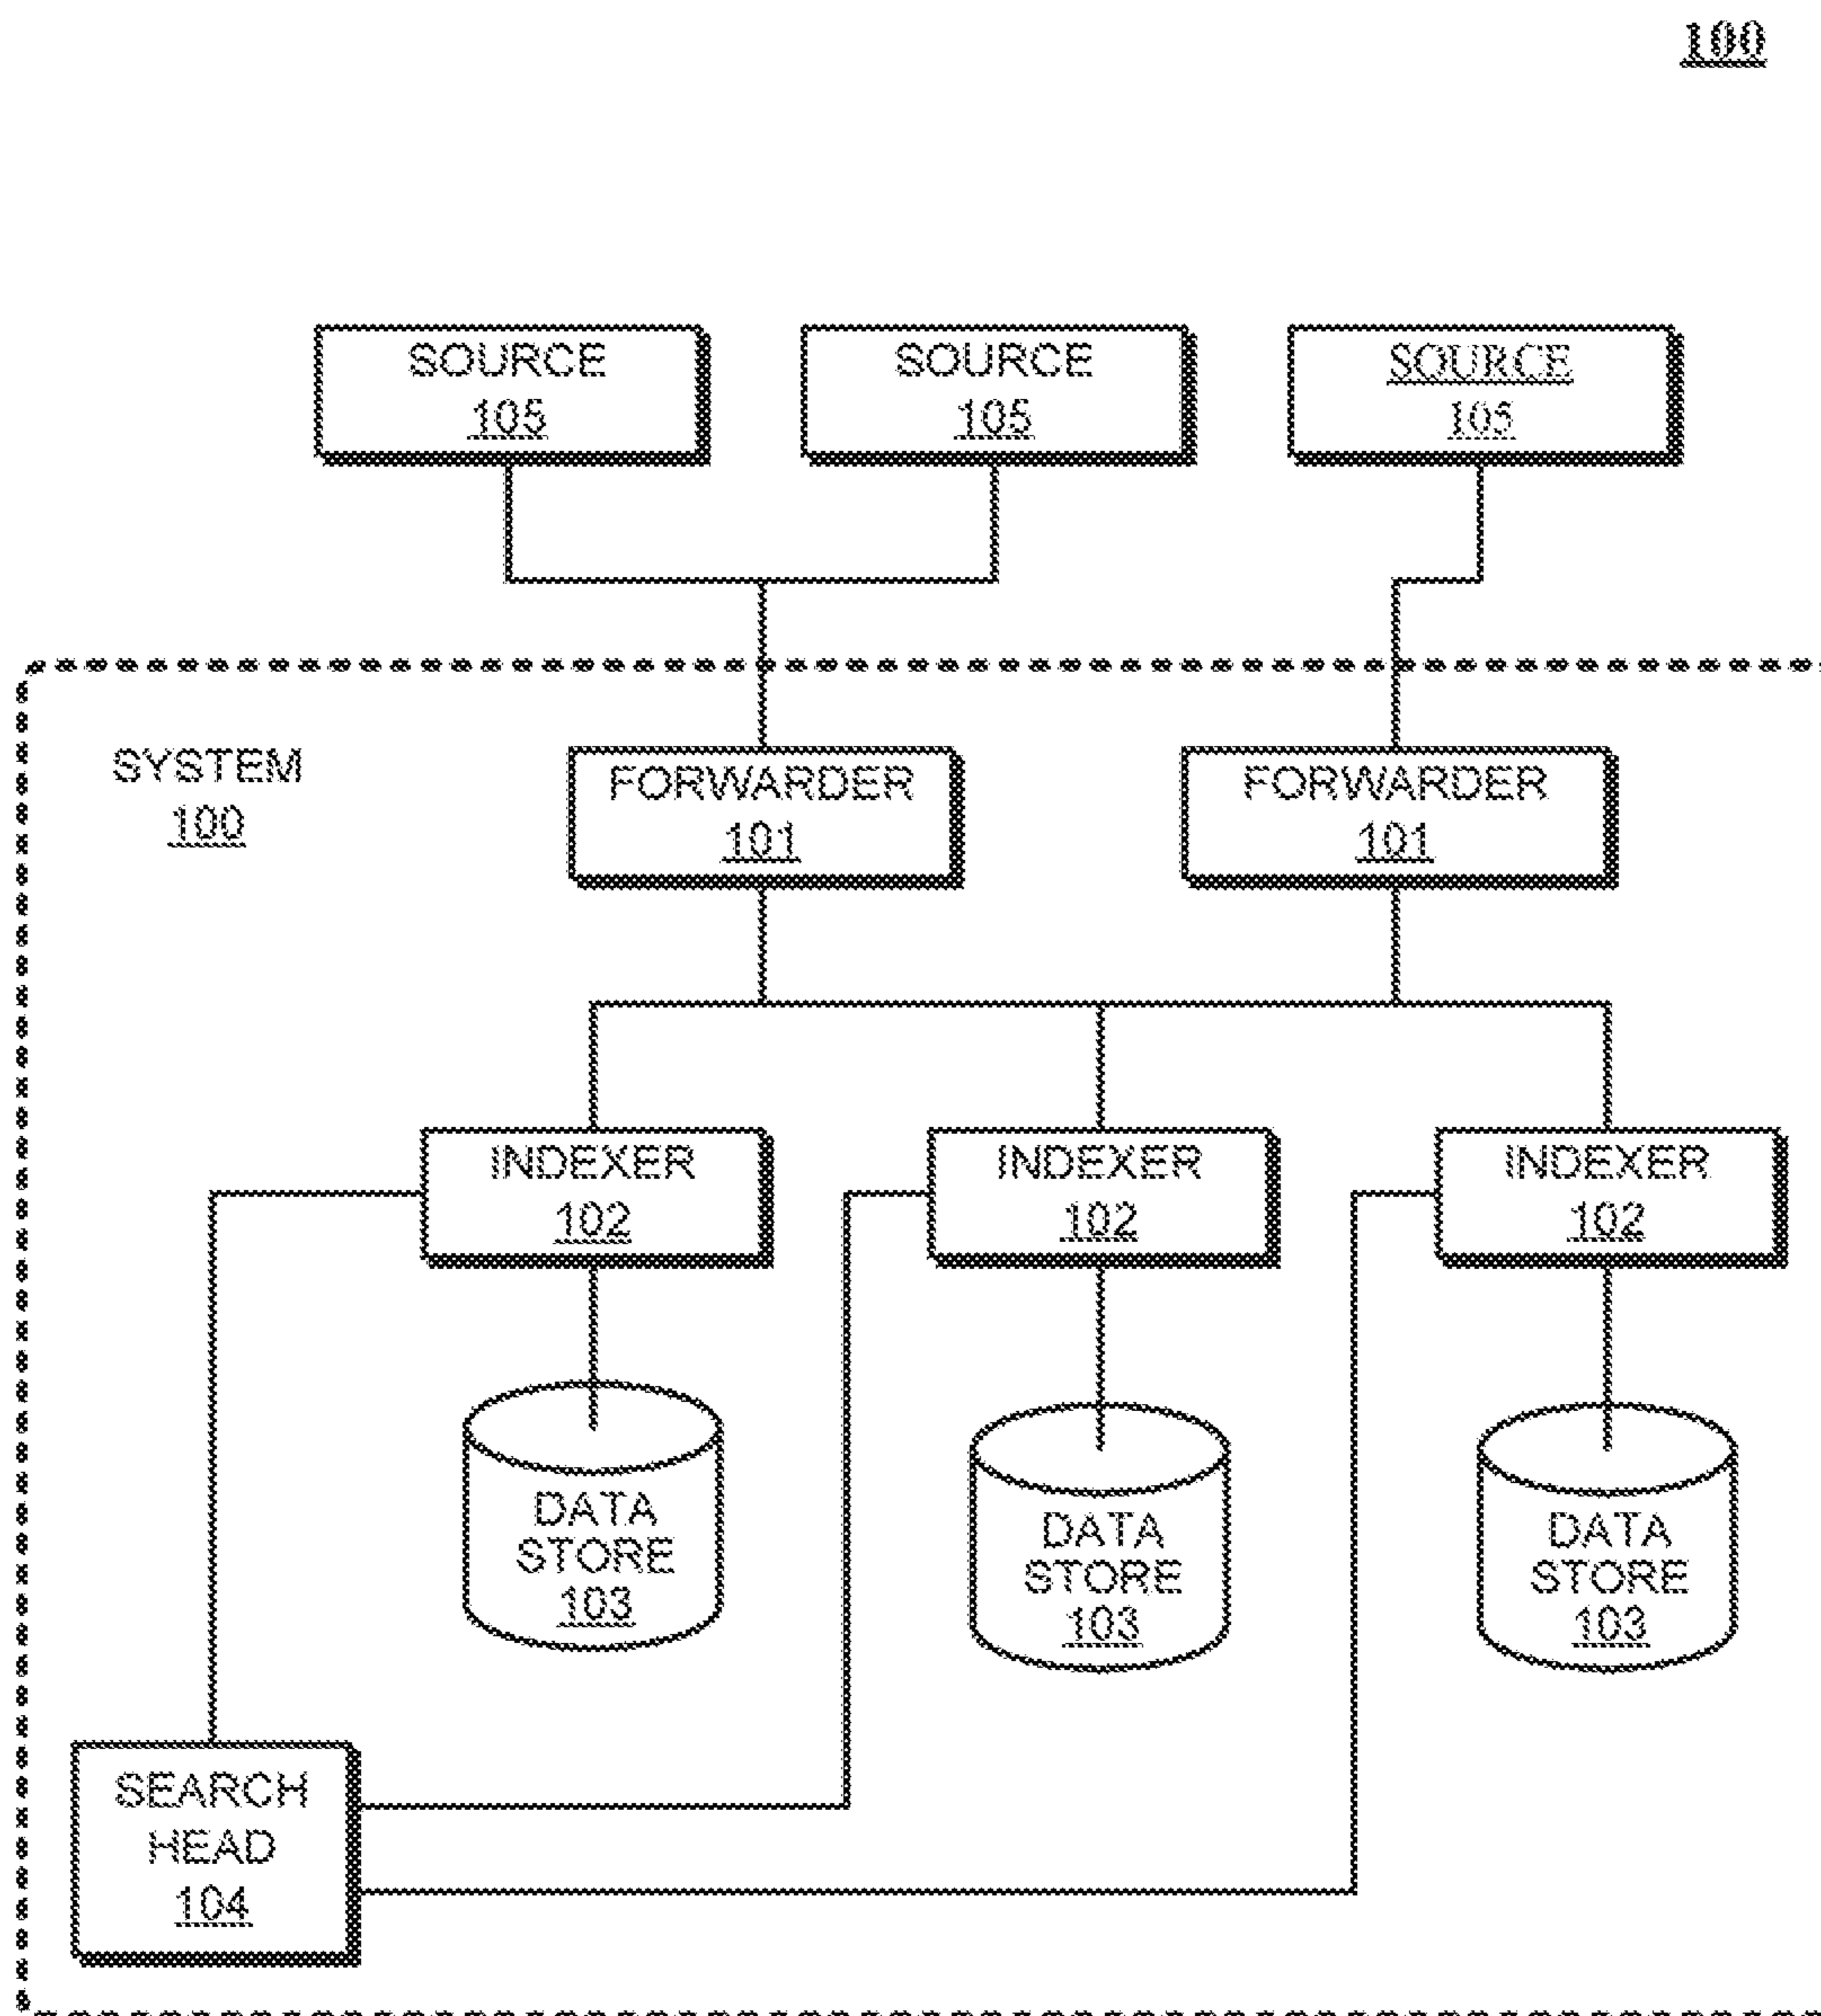 100
SOURCE
105
SOURCE
105
SOURCE
105
SYSTEM
100
FORWARDER
101
FORWARDER
101
INDEXER
102
INDEXER
102
INDEXER
102
DATA
STORE
103
DATA
STORE
103
DATA
STORE
103
SEARCH
HEAD
104